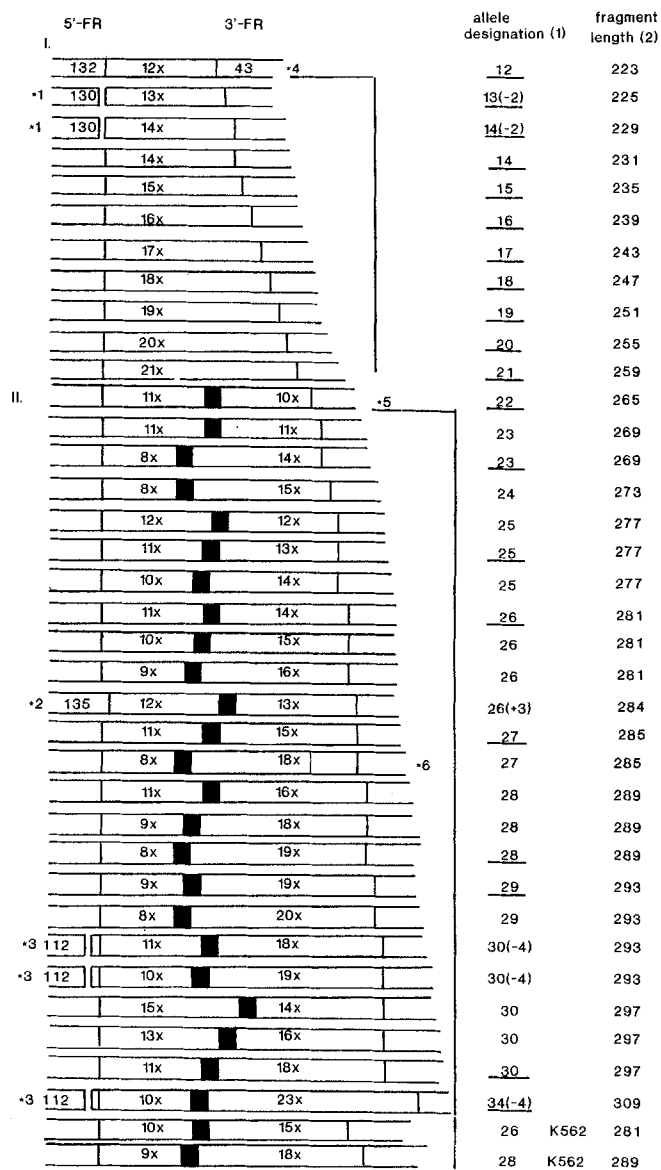 5'-FR 3'-FR allele designation (1) fragment length (2)
I.
132 12x 43 *4 12 223
*1 130 13x 13(-2) 225
*1 130 14x 14(-2) 229
14x 14 231
15x 15 235
16x 16 239
17x 17 243
18x 18 247
19x 19 251
20x 20 255
21x 21 259
II. 11x 10x *5 22 265
11x 11x 23 269
8x 14x 23 269
8x 15x 24 273
12x 12x 25 277
11x 13x 25 277
10x 14x 25 277
11x 14x 26 281
10x 15x 26 281
9x 16x 26 281
*2 135 12x 13x 26(+3) 284
11x 15x 27 285
8x 18x *6 27 285
11x 16x 28 289
9x 18x 28 289
8x 19x 28 289
9x 19x 29 293
8x 20x 29 293
*3 112 11x 18x 30(-4) 293
*3 112 10x 19x 30(-4) 293
15x 14x 30 297
13x 16x 30 297
11x 18x 30 297
*3 112 10x 23x 34(-4) 309
10x 15x 26 K562 281
9x 18x 28 K562 289